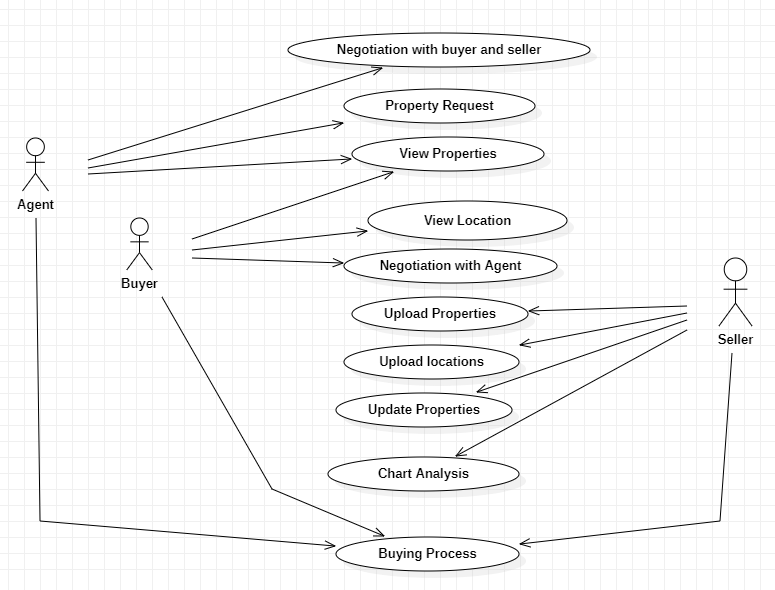 Negotiation with buyer and seller
Property Request
View Properties
Agent
View Location
Negotiation with Agent
Buyer
Upload Properties
Seller
Upload locations
Update Properties
Chart Analysis
Buying Process